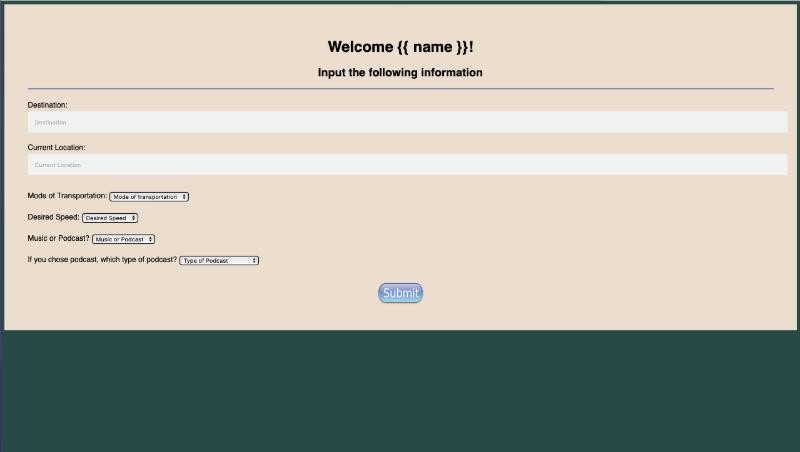 Welcome {{ name }}!
Input the following information
Destination:
Destination
Current Location:
Current Location
Mode of Transportation: Mode of transportation
Desired Speed: Desired Speed
Music or Podcast? Music or Podcast
If you chose podcast, which type of podcast? Type of Podcast
Submit